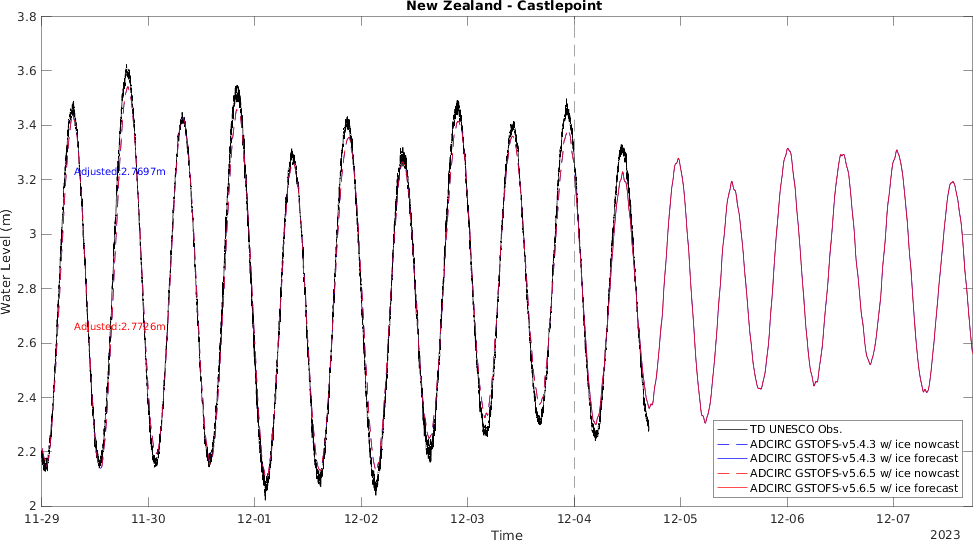 New Zealand - Castlepoint
3.8
3.6
3.4
3.2
3
2.8
2.6
2.4
2.2
2
Water Level (m)
Adjusted:2.7697m
Adjusted:2.7726m
TD UNESCO Obs.
ADCIRC GSTOFS-v5.4.3 w/ ice nowcast
ADCIRC GSTOFS-v5.4.3 w/ ice forecast
ADCIRC GSTOFS-v5.6.5 w/ ice nowcast
ADCIRC GSTOFS-v5.6.5 w/ ice forecast
11-29 11-30 12-01 12-02 12-03 12-04 12-05 12-06 12-07
Time
2023